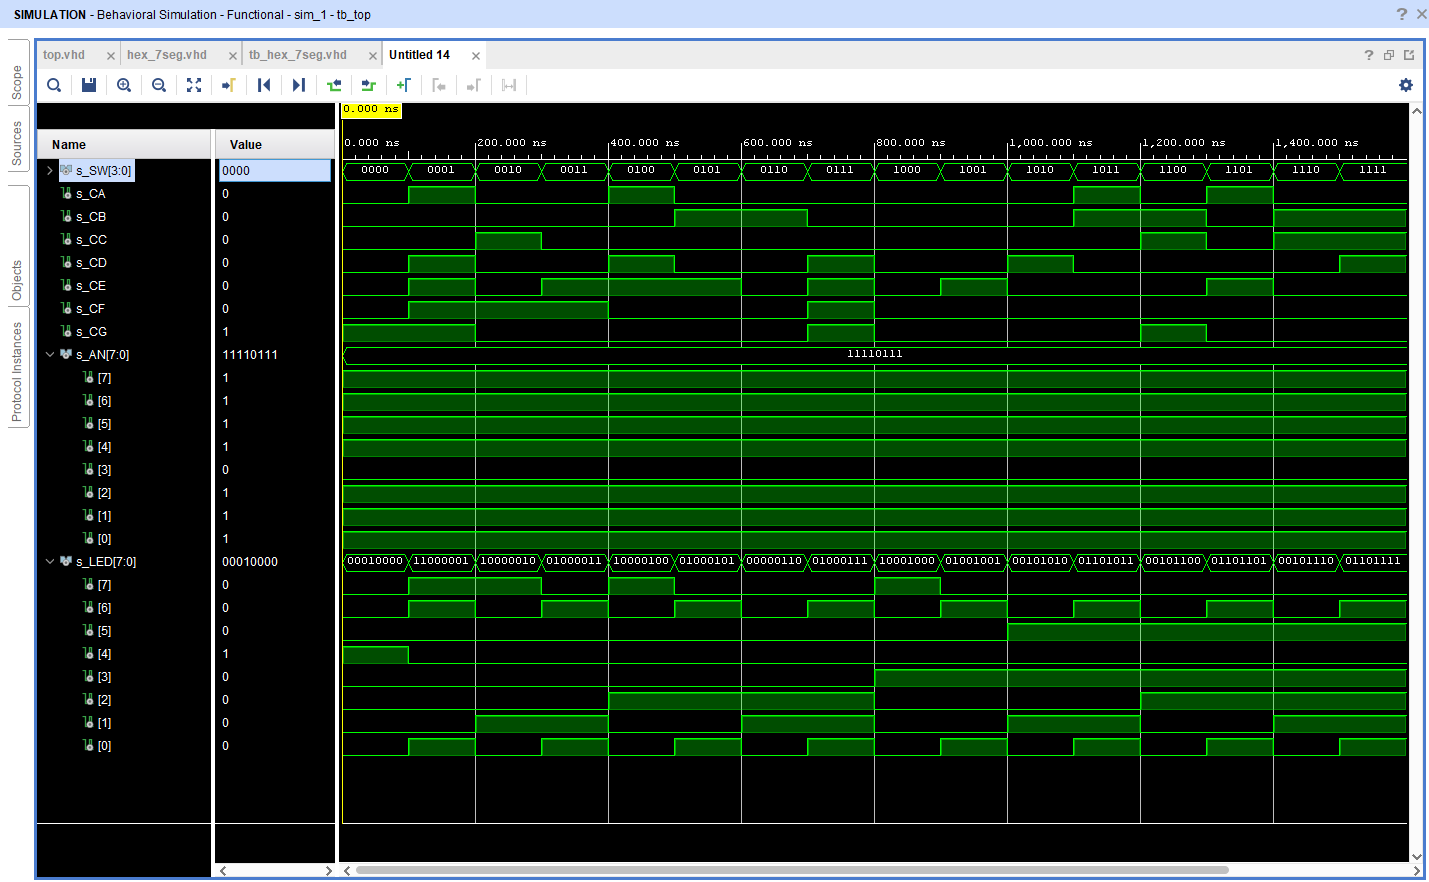 SIMULATION - Behavioral Simulation - Functional - sim_1 - tb_top
? ×
Scope
Sources
Objects
Protocol Instances
top.vhd × hex_7seg.vhd × tb_hex_7seg.vhd × Untitled 14 ×
?
0.000 ns
Name Value
0.000 ns 200.000 ns 400.000 ns 600.000 ns 800.000 ns 1,000.000 ns 1,200.000 ns 1,400.000 ns
s_SW[3:0] 0000 0000 0001 0010 0011 0100 0101 0110 0111 1000 1001 1010 1011 1100 1101 1110 1111
s_CA 0
s_CB 0
s_CC 0
s_CD 0
s_CE 0
s_CF 0
s_CG 1
s_AN[7:0] 11110111 11110111
[7] 1
[6] 1
[5] 1
[4] 1
[3] 0
[2] 1
[1] 1
[0] 1
s_LED[7:0] 00010000 00010000 11000001 10000010 01000011 10000100 01000101 00000110 01000111 10001000 01001001 00101010 01101011 00101100 01101101 00101110 01101111
[7] 0
[6] 0
[5] 0
[4] 1
[3] 0
[2] 0
[1] 0
[0] 0